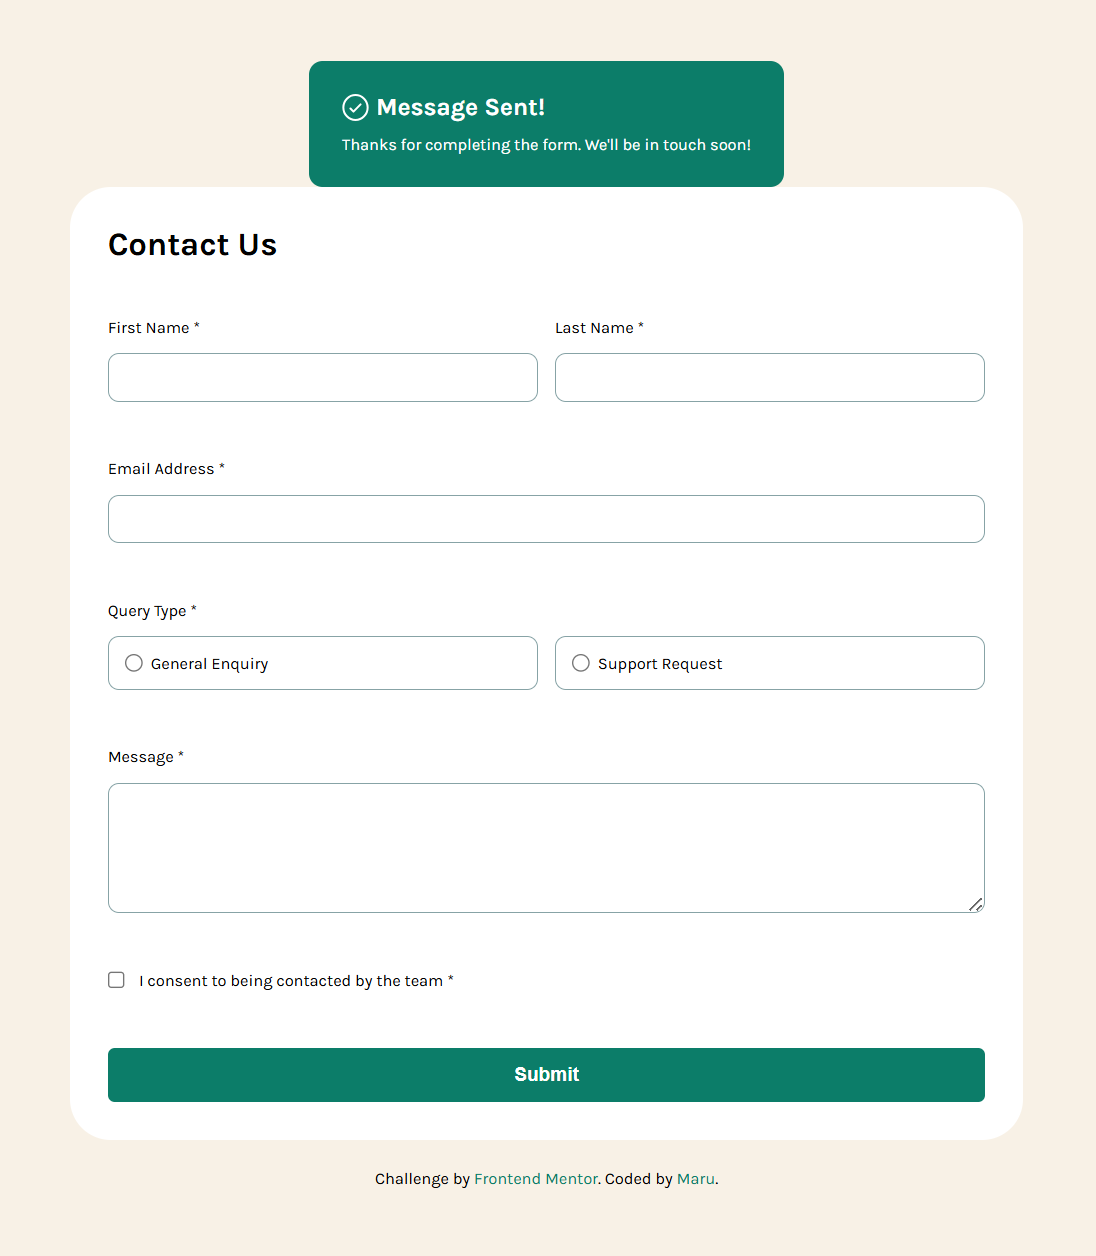 Message Sent!
Thanks for completing the form. We'll be in touch soon!
Contact Us
First Name *
Last Name *
Email Address *
Query Type *
General Enquiry
Support Request
Message *
I consent to being contacted by the team *
Submit
Challenge by Frontend Mentor. Coded by Maru.